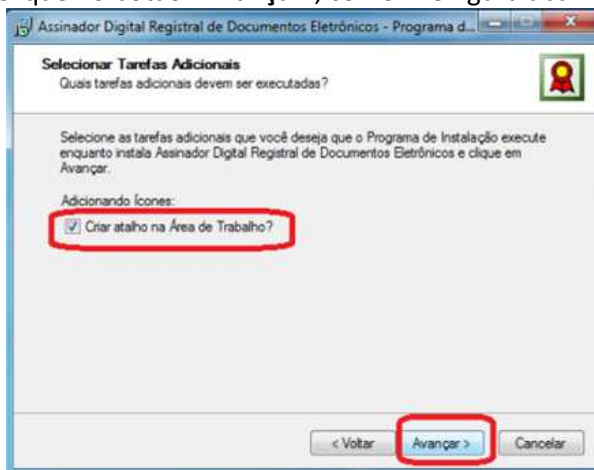 Assinador Digital Registral de Documentos Eletrônicos - Programa d...
Selecionar Tarefas Adicionais
Quais tarefas adicionais devem ser executadas?
Selecione as tarefas adicionais que você deseja que o Programa de Instalação execute
enquanto instala Assinador Digital Registral de Documentos Eletrônicos e clique em
Avançar.
Adicionando Ícones:
Criar atalho na Área de Trabalho?
< Voltar Avançar > Cancelar